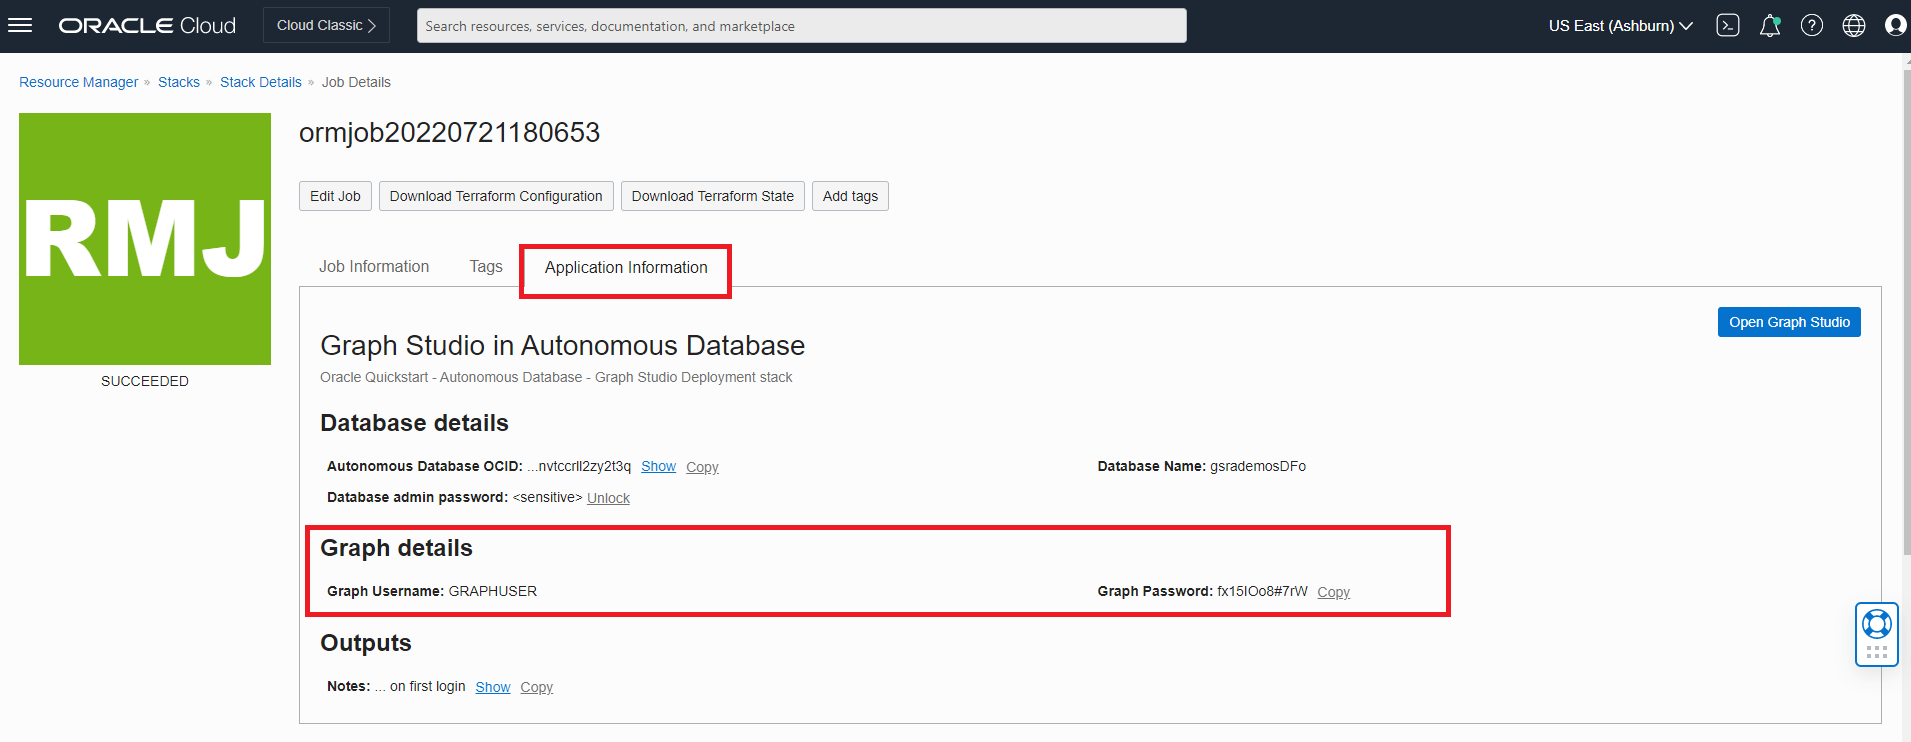 ORACLE Cloud Cloud Classic Search resources, services, documentation, and marketplace US East (Ashburn)
Resource Manager » Stacks » Stack Details » Job Details
RMJ
SUCCEEDED
ormjob20220721180653
Edit Job Download Terraform Configuration Download Terraform State Add tags
Job Information Tags Application Information
Open Graph Studio
Graph Studio in Autonomous Database
Oracle Quickstart - Autonomous Database - Graph Studio Deployment stack
Database details
Autonomous Database OCID: ...nvtccrll2zy2t3q Show Copy Database Name: gsrademosDFo
Database admin password: <sensitive> Unlock
Graph details
Graph Username: GRAPHUSER Graph Password: fx15IOo8#7rW Copy
Outputs
Notes: ... on first login Show Copy